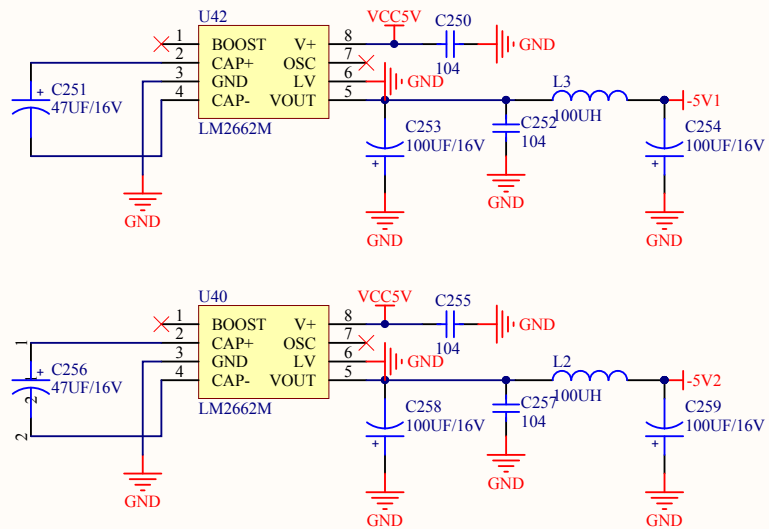 U42
VCC5V
C250
104
GND
1 BOOST V+ 8
2 CAP+ OSC 7
3 GND LV 6
4 CAP- VOUT 5
GND
LM2662M
C251
47UF/16V
GND
C253
100UF/16V
GND
C252
104
GND
L3
100UH
-5V1
C254
100UF/16V
GND
U40
VCC5V
C255
104
GND
1 BOOST V+ 8
2 CAP+ OSC 7
3 GND LV 6
4 CAP- VOUT 5
GND
LM2662M
1
C256
1
47UF/16V
2
2
GND
C258
100UF/16V
GND
C257
104
GND
L2
100UH
-5V2
C259
100UF/16V
GND